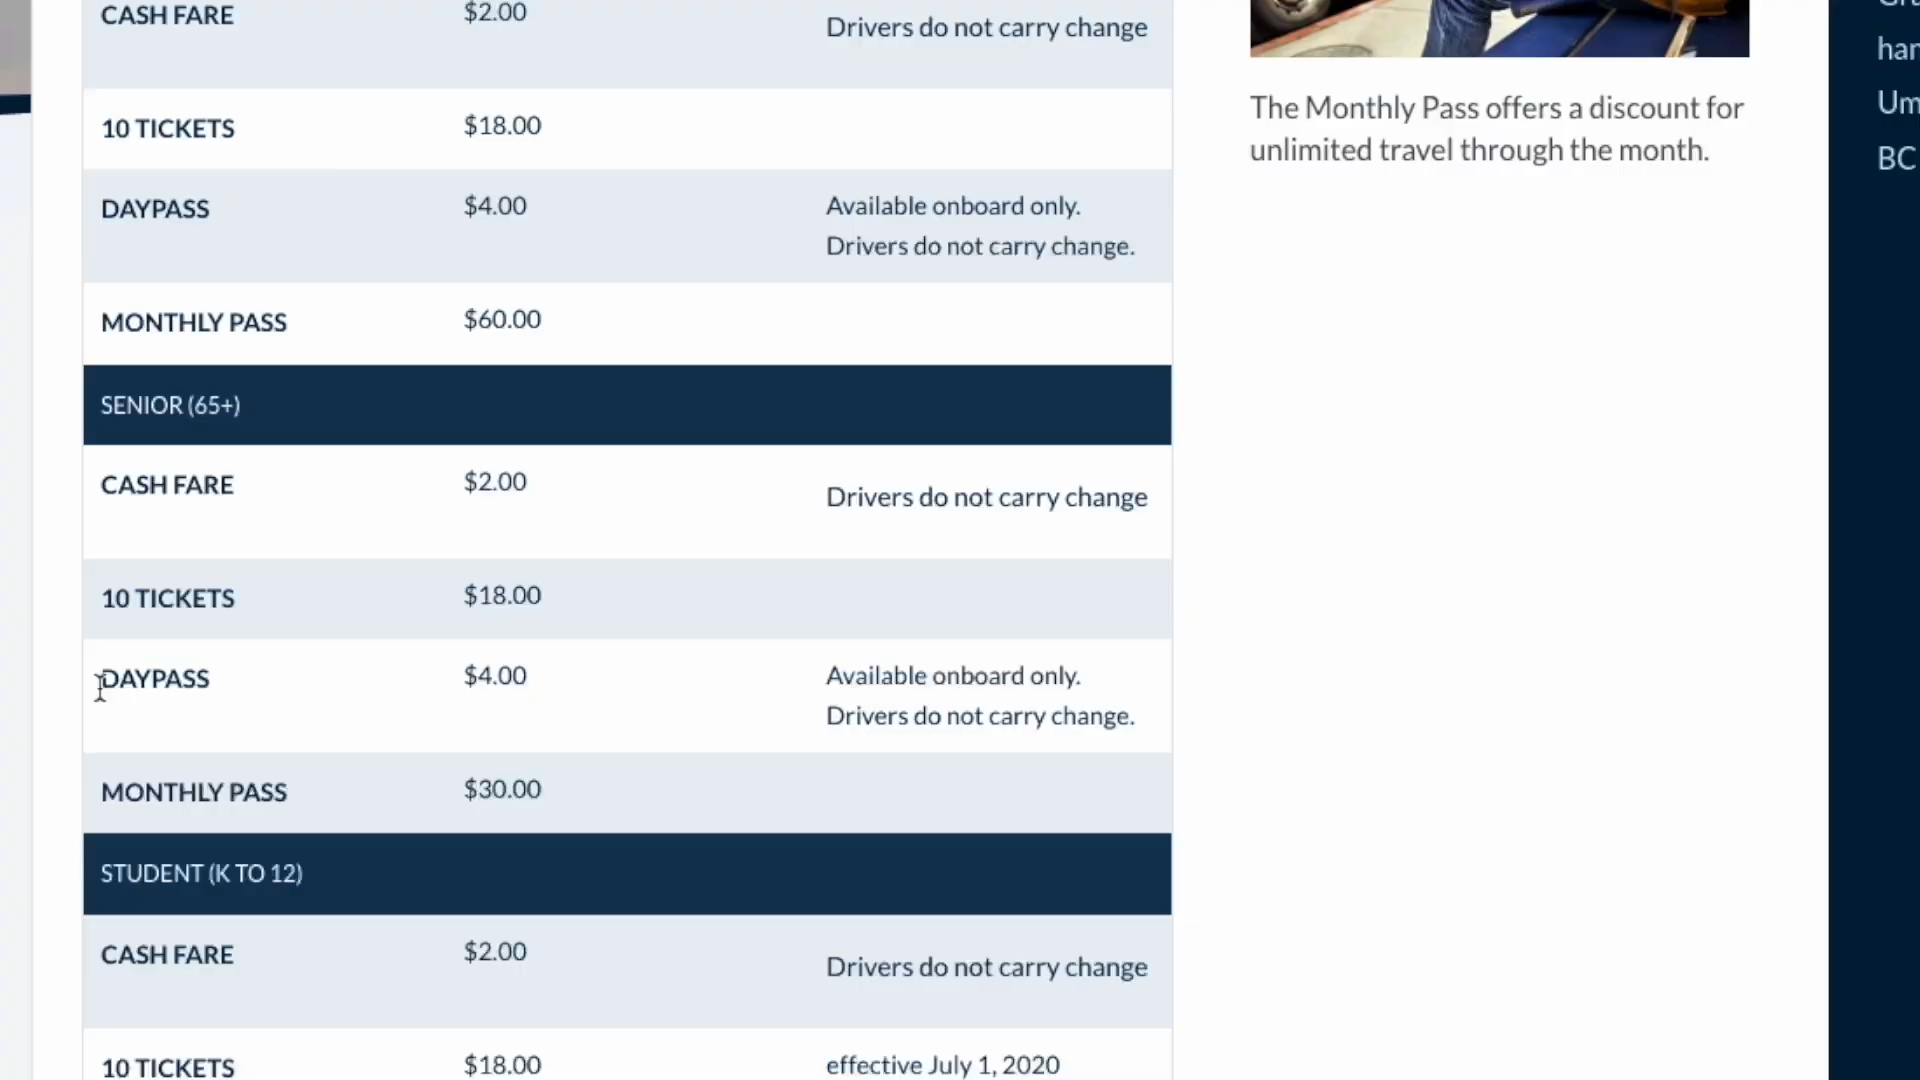 CASH FARE $2.00 Drivers do not carry change
10 TICKETS $18.00
DAYPASS $4.00 Available onboard only.
Drivers do not carry change.
MONTHLY PASS $60.00
SENIOR (65+)
CASH FARE $2.00 Drivers do not carry change
10 TICKETS $18.00
DAYPASS $4.00 Available onboard only.
Drivers do not carry change.
MONTHLY PASS $30.00
STUDENT (K TO 12)
CASH FARE $2.00 Drivers do not carry change
10 TICKETS $18.00 effective July 1, 2020
The Monthly Pass offers a discount for
unlimited travel through the month.
han
Um
BC